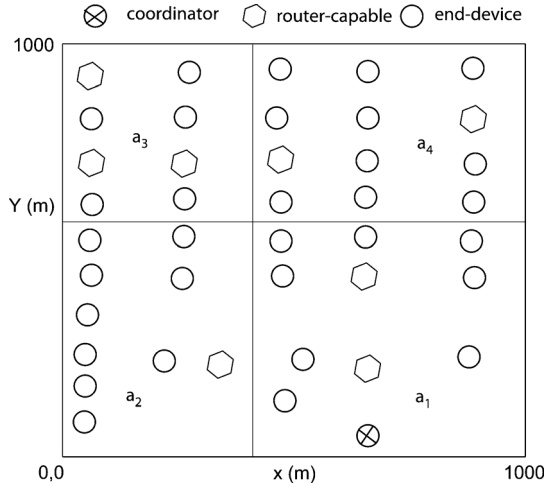 coordinator router-capable end-device
1000
a3
a4
Y (m)
a2
a1
0,0 x (m) 1000